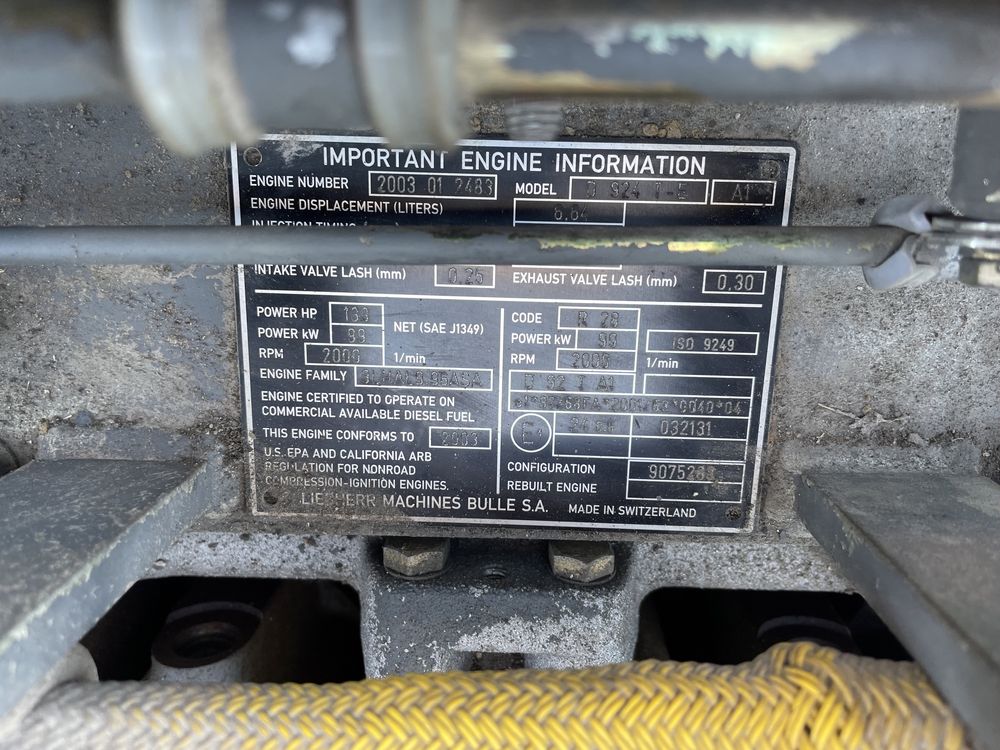 IMPORTANT ENGINE INFORMATION
ENGINE NUMBER 2003 01 2483 MODEL D 924 T-E A1
ENGINE DISPLACEMENT (LITERS) 6.64
INTAKE VALVE LASH (mm) 0.25 EXHAUST VALVE LASH (mm) 0.30
POWER HP 133 NET (SAE J1349)
POWER kW 99
RPM 2000 1/min
ENGINE FAMILY
ENGINE CERTIFIED TO OPERATE ON
COMMERCIAL AVAILABLE DIESEL FUEL
THIS ENGINE CONFORMS TO 2003
U.S. EPA AND CALIFORNIA ARB
REGULATION FOR NONROAD
COMPRESSION-IGNITION ENGINES.
CODE R 28
POWER kW 99 ISO 9249
RPM 2000 1/min
D 92 T A1
E 032131
CONFIGURATION
REBUILT ENGINE
LIEBHERR MACHINES BULLE S.A. MADE IN SWITZERLAND